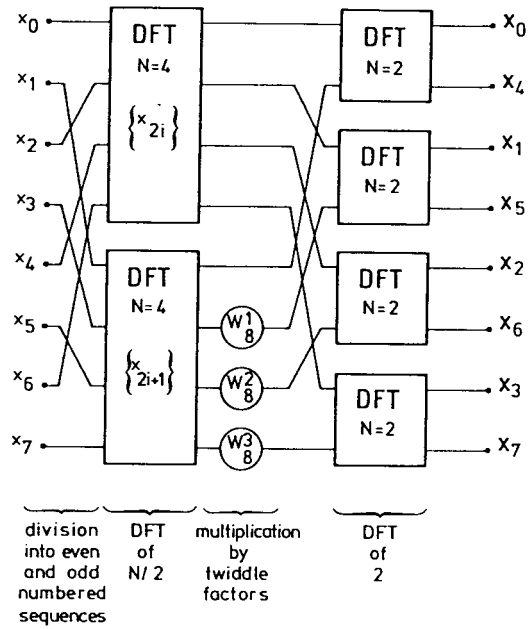 x0 DFT N=4 {x2i} DFT N=2 X0
x1 X4
x2 DFT N=2 X1
x3 X5
x4 DFT N=4 {x2i+1} DFT N=2 X2
x5 W1 8 X6
x6 W2 8 DFT N=2 X3
x7 W3 8 X7
division into even and odd numbered sequences
DFT of N/2
multiplication by twiddle factors
DFT of 2